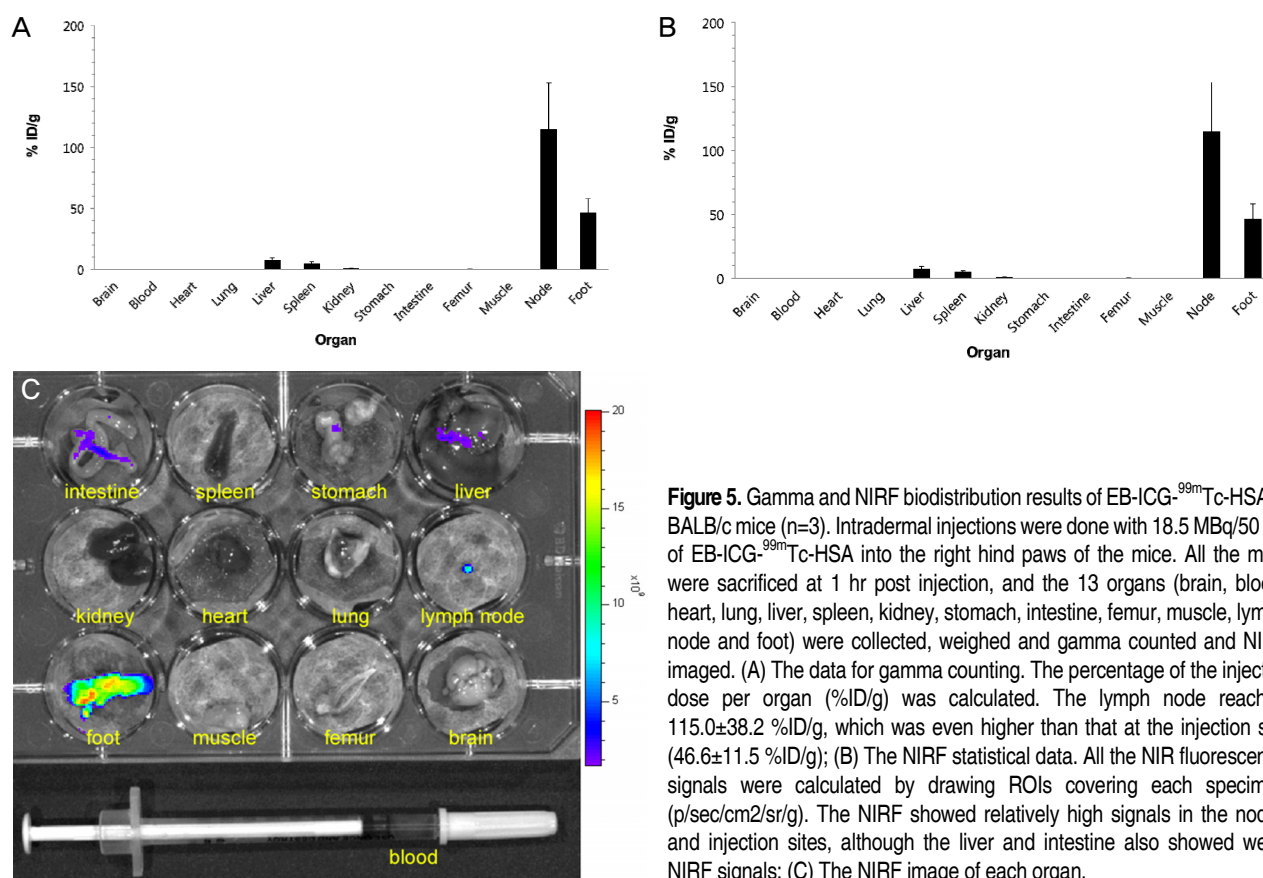 A
200
150
100
50
0
% ID/g
Brain
Blood
Heart
Lung
Liver
Spleen
Kidney
Stomach
Intestine
Femur
Muscle
Node
Foot
Organ
B
200
150
100
50
0
% ID/g
Brain
Blood
Heart
Lung
Liver
Spleen
Kidney
Stomach
Intestine
Femur
Muscle
Node
Foot
Organ
C
intestine spleen stomach liver
kidney heart lung lymph node
foot muscle femur brain
blood
20
15
10
5
x10⁹
Figure 5. Gamma and NIRF biodistribution results of EB-ICG-99mTc-HSA
BALB/c mice (n=3). Intradermal injections were done with 18.5 MBq/50
of EB-ICG-99mTc-HSA into the right hind paws of the mice. All the m
were sacrificed at 1 hr post injection, and the 13 organs (brain, bloo
heart, lung, liver, spleen, kidney, stomach, intestine, femur, muscle, lym
node and foot) were collected, weighed and gamma counted and NI
imaged. (A) The data for gamma counting. The percentage of the inject
dose per organ (%ID/g) was calculated. The lymph node reach
115.0±38.2 %ID/g, which was even higher than that at the injection s
(46.6±11.5 %ID/g); (B) The NIRF statistical data. All the NIR fluorescen
signals were calculated by drawing ROIs covering each specim
(p/sec/cm2/sr/g). The NIRF showed relatively high signals in the nod
and injection sites, although the liver and intestine also showed we
NIRF signals; (C) The NIRF image of each organ.